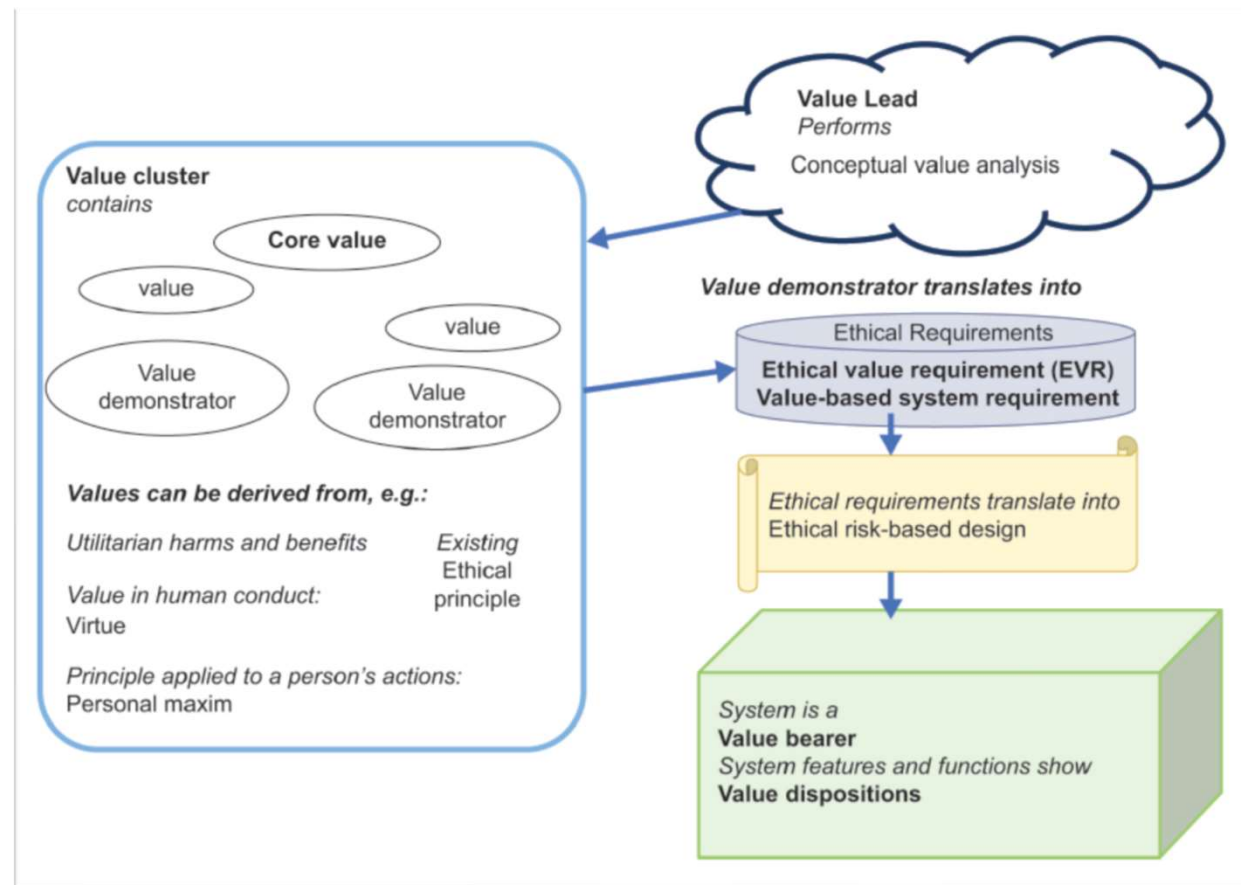 Value Lead
Performs
Conceptual value analysis
Value cluster
contains
Core value
value
value
Value
demonstrator
Value
demonstrator
Values can be derived from, e.g.:
Utilitarian harms and benefits
Existing
Ethical
principle
Value in human conduct:
Virtue
Principle applied to a person's actions:
Personal maxim
Value demonstrator translates into
Ethical Requirements
Ethical value requirement (EVR)
Value-based system requirement
Ethical requirements translate into
Ethical risk-based design
System is a
Value bearer
System features and functions show
Value dispositions